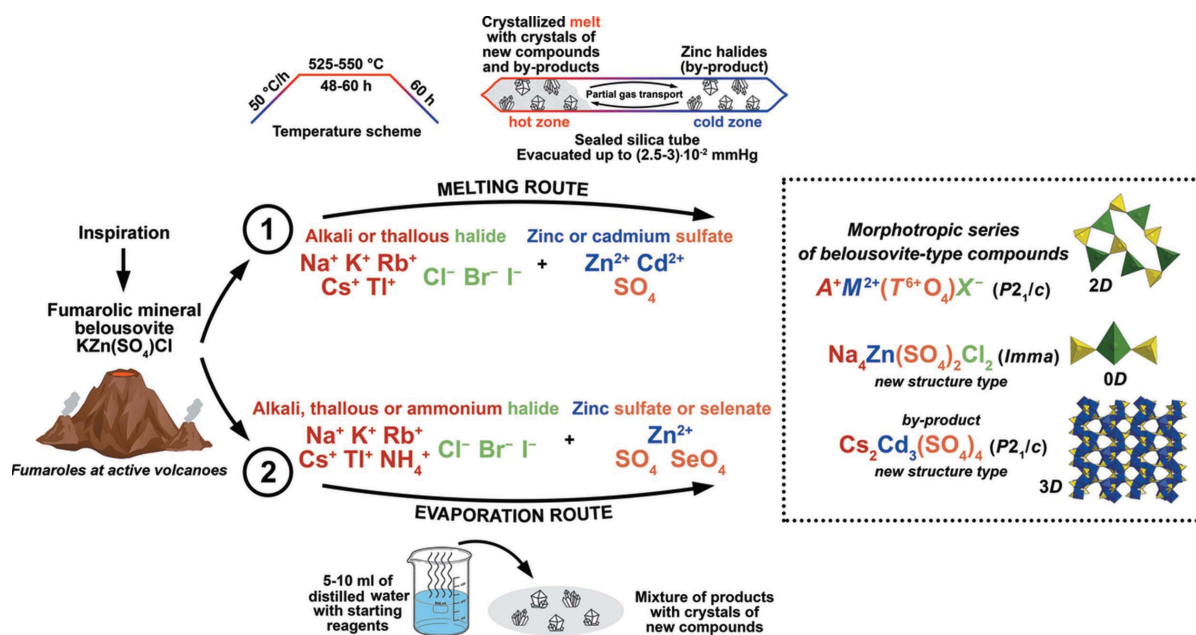 525-550 °C
50 °C/h
48-60 h
60 h
Temperature scheme
Crystallized melt
with crystals of
new compounds
and by-products
Zinc halides
(by-product)
Partial gas transport
hot zone
cold zone
Sealed silica tube
Evacuated up to (2.5-3)·10⁻² mmHg
MELTING ROUTE
1
Inspiration
Alkali or thallous halide
Zinc or cadmium sulfate
Na⁺ K⁺ Rb⁺
Cs⁺ Tl⁺
Cl⁻ Br⁻ I⁻
+
Zn²⁺ Cd²⁺
SO₄
Fumarolic mineral
belousovite
KZn(SO₄)Cl
Fumaroles at active volcanoes
2
Alkali, thallous or ammonium halide
Zinc sulfate or selenate
Na⁺ K⁺ Rb⁺
Cs⁺ Tl⁺ NH₄⁺
Cl⁻ Br⁻ I⁻
+
Zn²⁺
SO₄ SeO₄
EVAPORATION ROUTE
5-10 ml of
distilled water
with starting
reagents
Mixture of products
with crystals of
new compounds
Morphotropic series
of belousovite-type compounds
A⁺M²⁺(T⁶⁺O₄)X⁻ (P2₁/c)
2D
Na₄Zn(SO₄)₂Cl₂ (Imma)
new structure type
0D
by-product
Cs₂Cd₃(SO₄)₄ (P2₁/c)
new structure type
3D